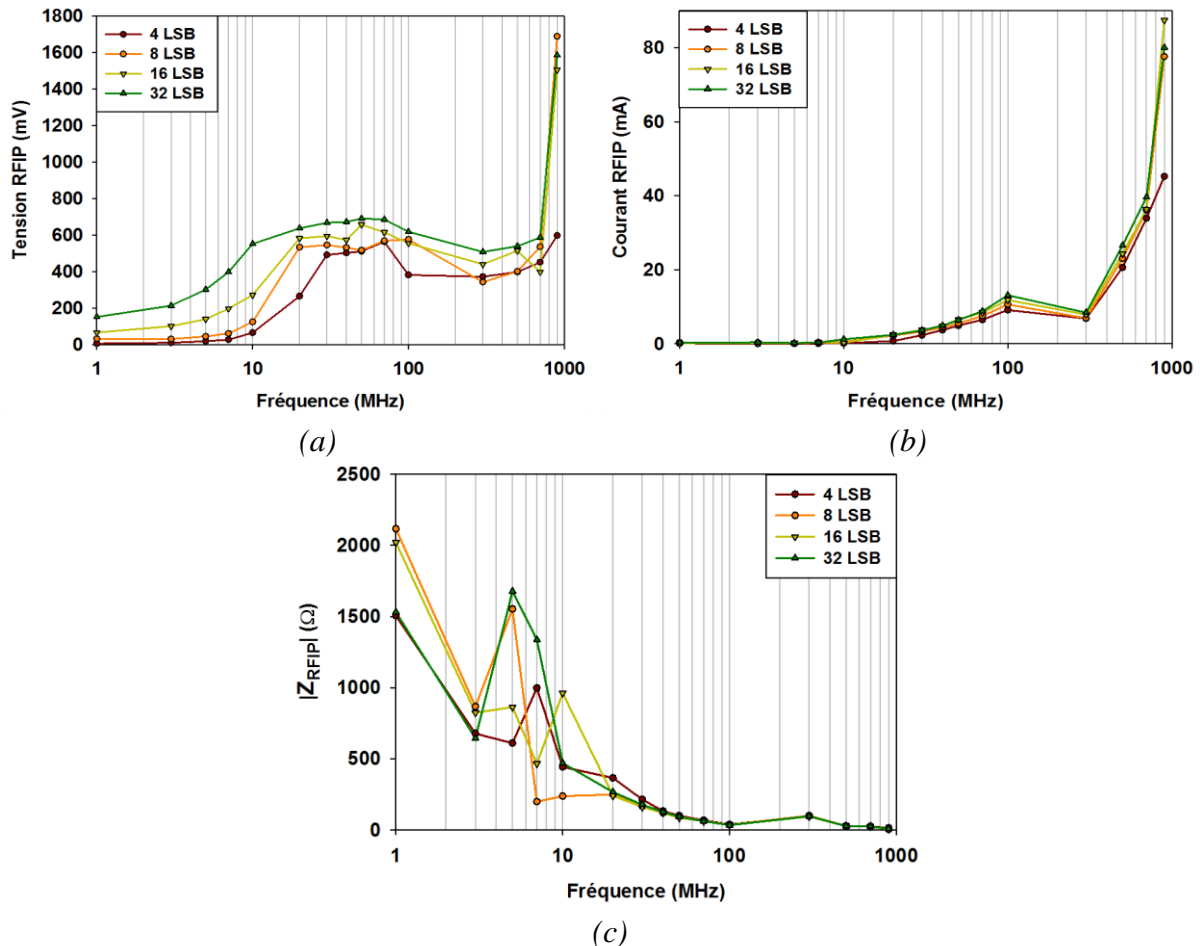 Tension RFIP (mV)
1800
1600
1400
1200
1000
800
600
400
200
0
4 LSB
8 LSB
16 LSB
32 LSB
1 10 100 1000
Fréquence (MHz)
(a)
Courant RFIP (mA)
80
60
40
20
0
4 LSB
8 LSB
16 LSB
32 LSB
1 10 100 1000
Fréquence (MHz)
(b)
|Z_RFIP| (Ω)
2500
2000
1500
1000
500
0
4 LSB
8 LSB
16 LSB
32 LSB
1 10 100 1000
Fréquence (MHz)
(c)